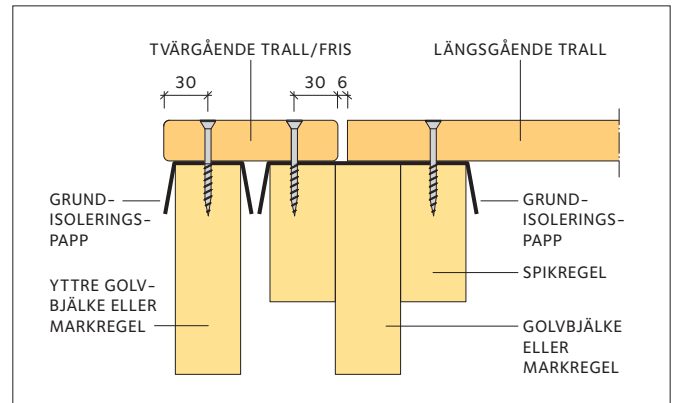 TVÄRGÅENDE TRALL/FRIS
LÄNGSGÅENDE TRALL
30
30
6
GRUND-
ISOLERINGS-
PAPP
GRUND-
ISOLERINGS-
PAPP
YTTRE GOLV-
BJÄLKE ELLER
MARKREGEL
SPIKREGEL
GOLVBJÄLKE
ELLER
MARKREGEL